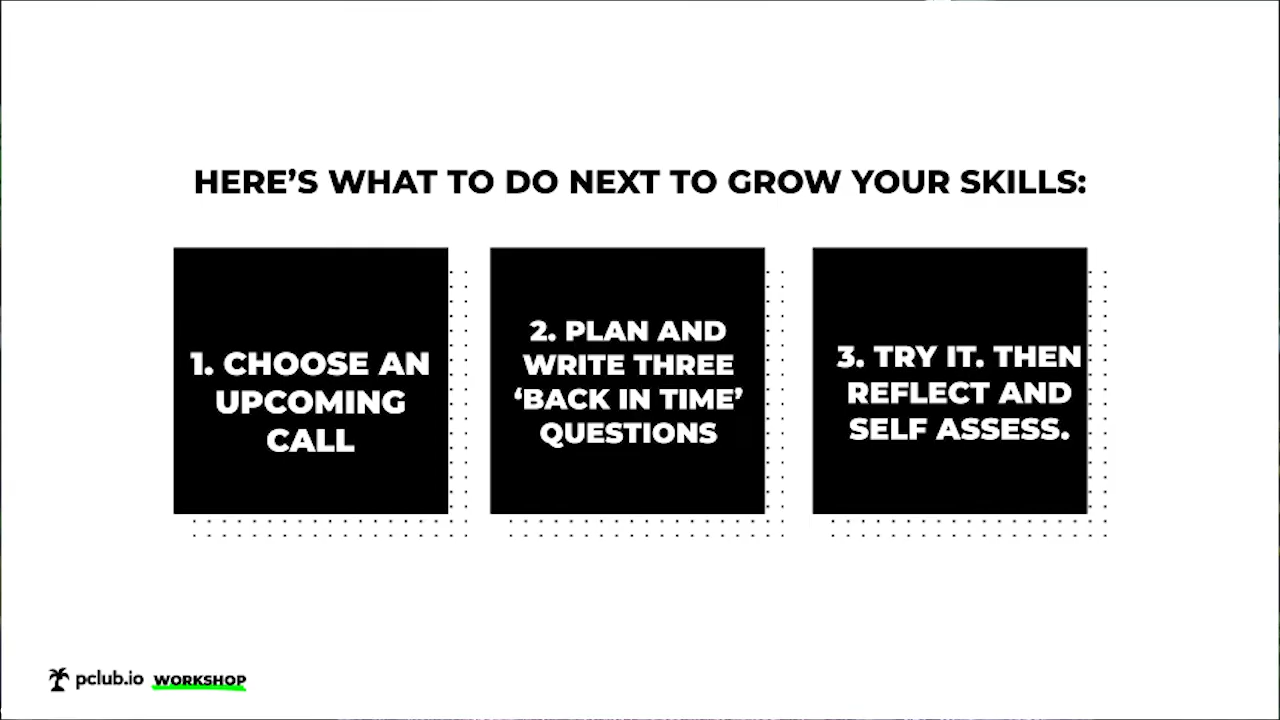 HERE’S WHAT TO DO NEXT TO GROW YOUR SKILLS:
1. CHOOSE AN
UPCOMING
CALL
2. PLAN AND
WRITE THREE
‘BACK IN TIME’
QUESTIONS
3. TRY IT. THEN
REFLECT AND
SELF ASSESS.
pclub.io WORKSHOP